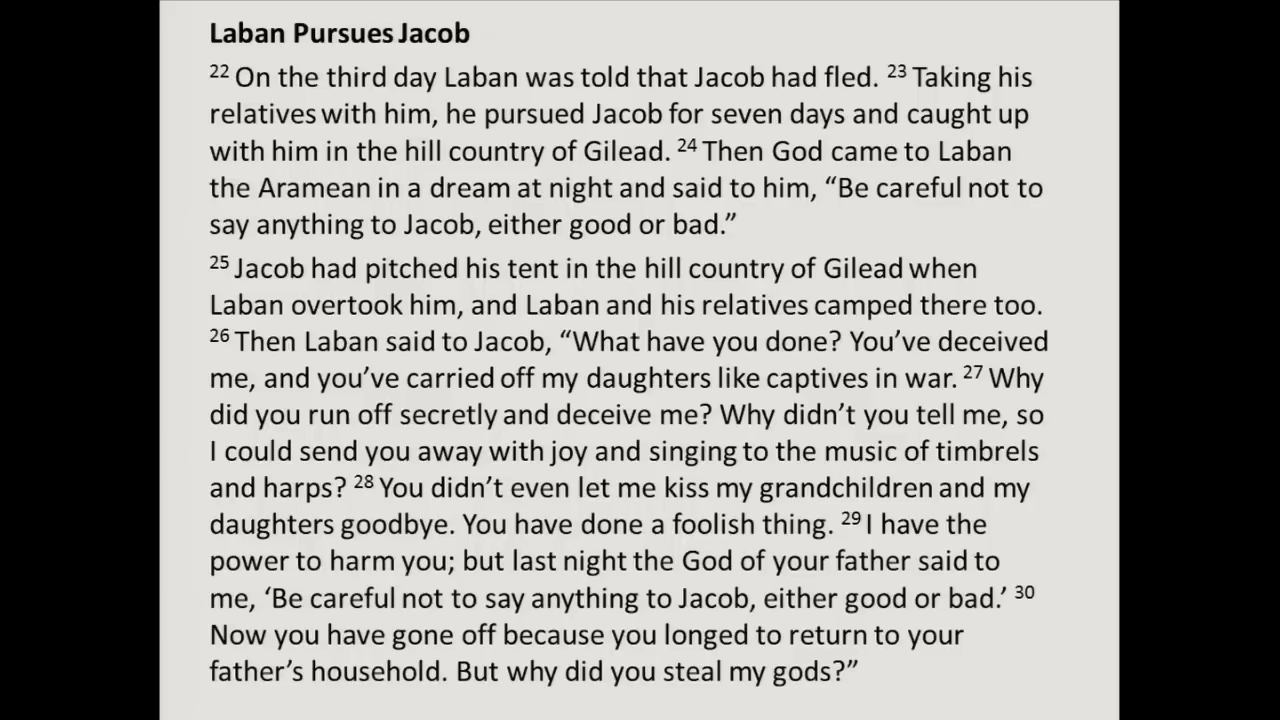 Laban Pursues Jacob
22 On the third day Laban was told that Jacob had fled. 23 Taking his
relatives with him, he pursued Jacob for seven days and caught up
with him in the hill country of Gilead. 24 Then God came to Laban
the Aramean in a dream at night and said to him, “Be careful not to
say anything to Jacob, either good or bad.”
25 Jacob had pitched his tent in the hill country of Gilead when
Laban overtook him, and Laban and his relatives camped there too.
26 Then Laban said to Jacob, “What have you done? You’ve deceived
me, and you’ve carried off my daughters like captives in war. 27 Why
did you run off secretly and deceive me? Why didn’t you tell me, so
I could send you away with joy and singing to the music of timbrels
and harps? 28 You didn’t even let me kiss my grandchildren and my
daughters goodbye. You have done a foolish thing. 29 I have the
power to harm you; but last night the God of your father said to
me, ‘Be careful not to say anything to Jacob, either good or bad.’ 30
Now you have gone off because you longed to return to your
father’s household. But why did you steal my gods?”